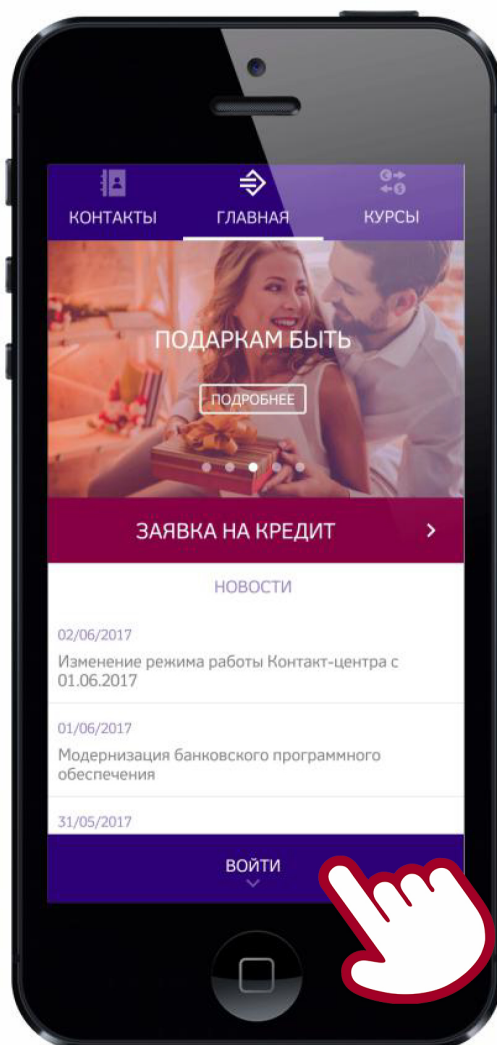 КОНТАКТЫ ГЛАВНАЯ КУРСЫ
ПОДАРКАМ БЫТЬ
ПОДРОБНЕЕ
ЗАЯВКА НА КРЕДИТ
НОВОСТИ
02/06/2017
Изменение режима работы Контакт-центра с
01.06.2017
01/06/2017
Модернизация банковского программного
обеспечения
31/05/2017
ВОЙТИ